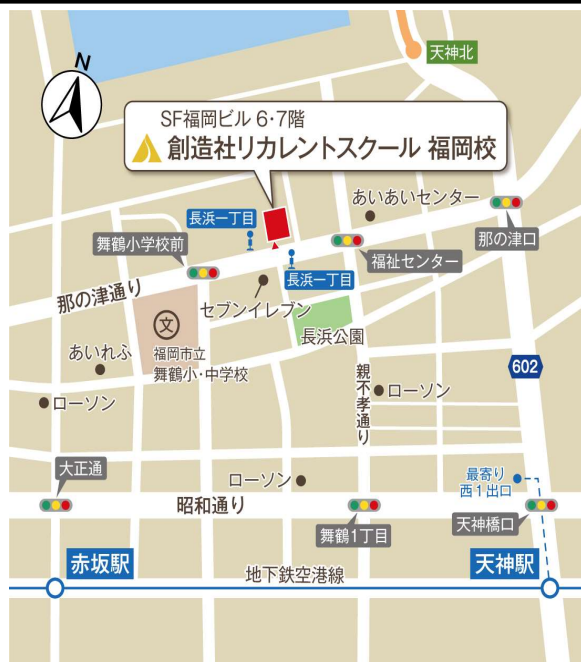 天神北
N
SF福岡ビル 6・7階
創造社リカレントスクール 福岡校
あいあいセンター
長浜一丁目
舞鶴小学校前
那の津口
福祉センター
長浜一丁目
那の津通り
セブンイレブン
長浜公園
文
福岡市立
舞鶴小・中学校
あいれふ
602
親不孝通り
ローソン
ローソン
大正通
ローソン
最寄り
西1出口
昭和通り
舞鶴1丁目
天神橋口
赤坂駅
地下鉄空港線
天神駅